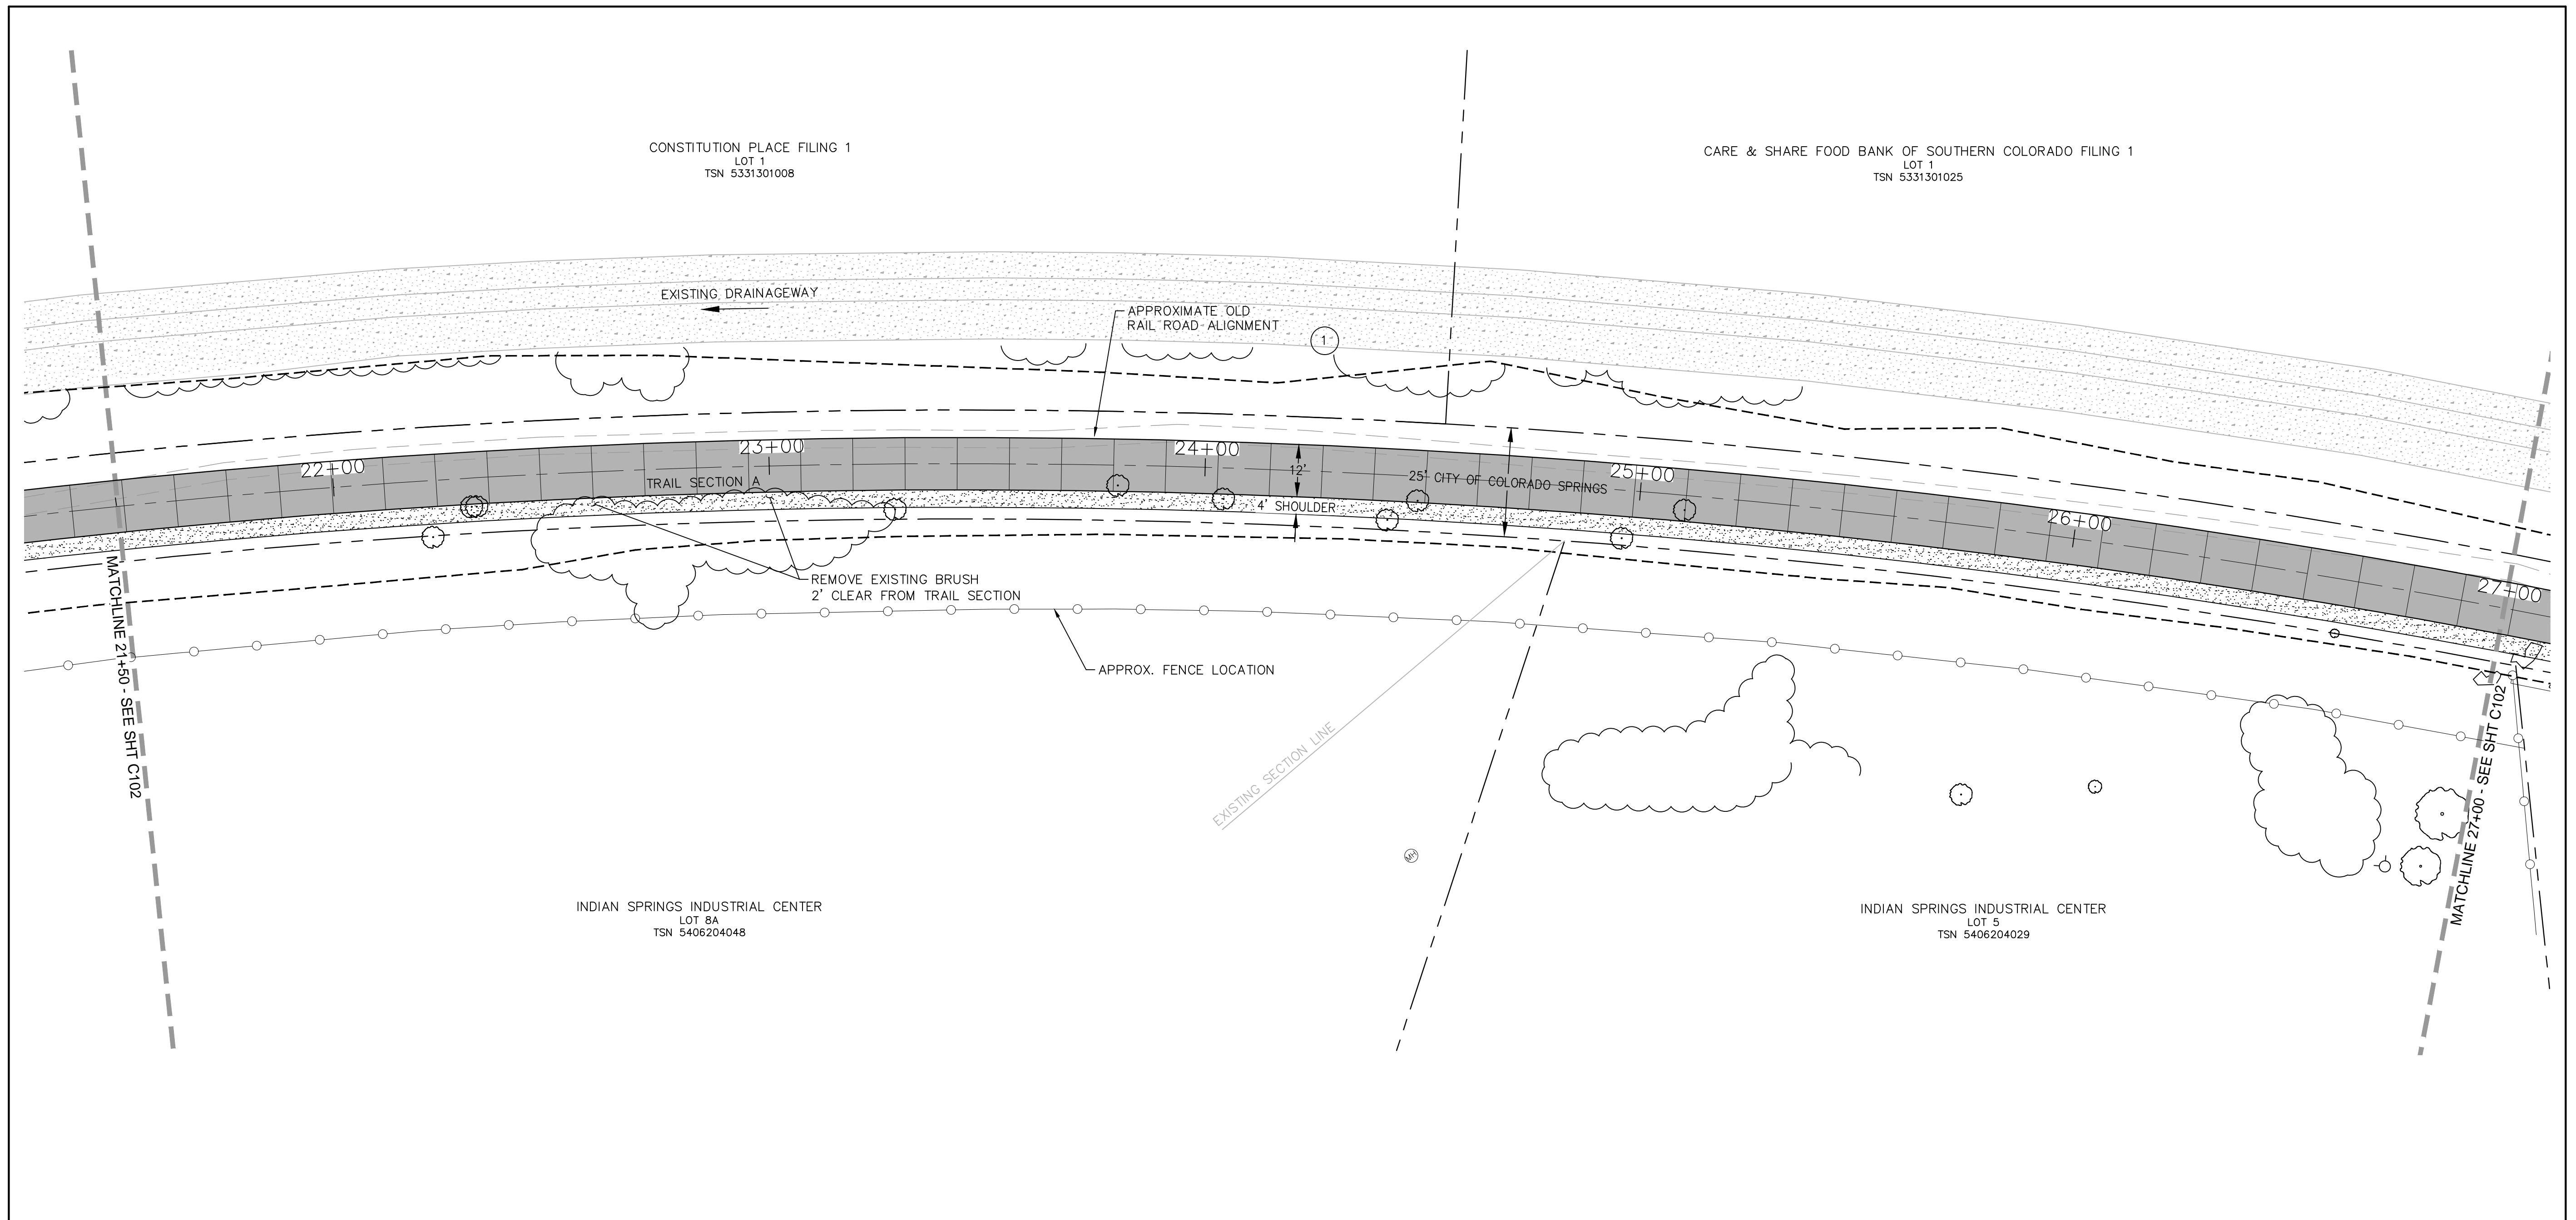 CONSTITUTION PLACE FILING 1
LOT 1
TSN 5331301008
CARE & SHARE FOOD BANK OF SOUTHERN COLORADO FILING 1
LOT 1
TSN 5331301025
EXISTING DRAINAGEWAY
APPROXIMATE OLD
RAIL ROAD ALIGNMENT
1
22+00
23+00
24+00
25+00
26+00
27+00
TRAIL SECTION A
12'
25' CITY OF COLORADO SPRINGS
4' SHOULDER
REMOVE EXISTING BRUSH
2' CLEAR FROM TRAIL SECTION
APPROX. FENCE LOCATION
MATCHLINE 21+50 - SEE SHT C102
EXISTING SECTION LINE
MH
MATCHLINE 27+00 - SEE SHT C102
INDIAN SPRINGS INDUSTRIAL CENTER
LOT 8A
TSN 5406204048
INDIAN SPRINGS INDUSTRIAL CENTER
LOT 5
TSN 5406204029